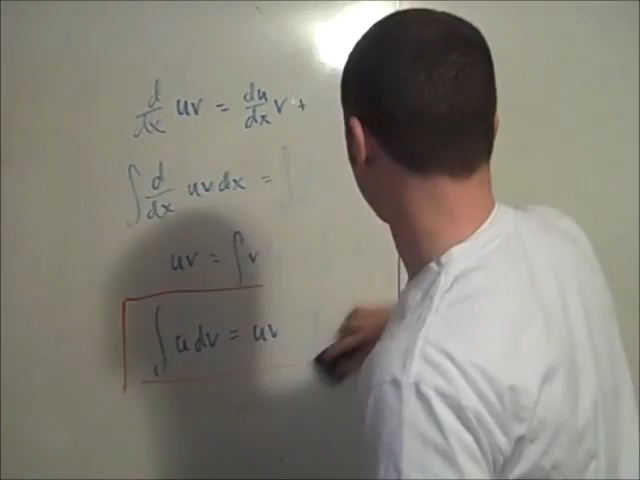 d/dx uv = du/dx v +
∫ d/dx uv dx =
uv = ∫ v
∫ u dv = uv